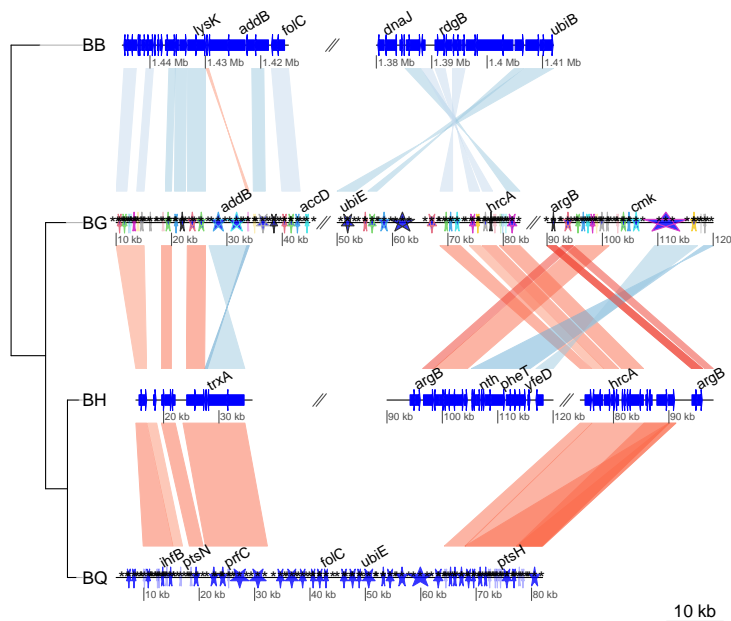 lysK addB folC dnaJ rdgB ubiB
BB //
1.44 Mb 1.43 Mb 1.42 Mb 1.38 Mb 1.39 Mb 1.4 Mb 1.41 Mb
addB accD ubiE hrcA argB cmk
BG // //
10 kb 20 kb 30 kb 40 kb 50 kb 60 kb 70 kb 80 kb 90 kb 100 kb 110 kb 120
trxA argB nth pheT yfeD hrcA argB
BH // //
20 kb 30 kb 90 kb 100 kb 110 kb 120 kb 80 kb 90 kb
ihfB ptsN prfC folC ubiE ptsH
BQ
10 kb 20 kb 30 kb 40 kb 50 kb 60 kb 70 kb 80 kb
10 kb